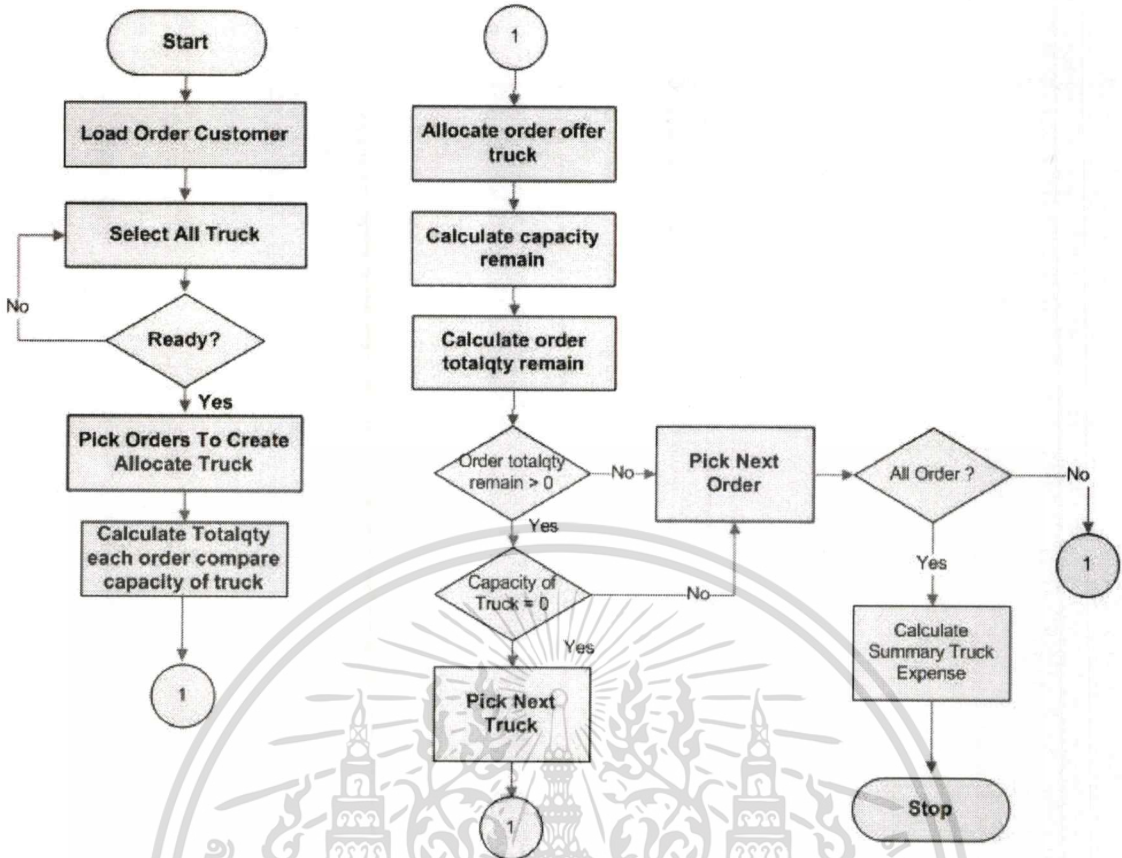 Start
Load Order Customer
Select All Truck
No
Ready?
Yes
Pick Orders To Create
Allocate Truck
Calculate Totalqty
each order compare
capacity of truck
1
1
Allocate order offer
truck
Calculate capacity
remain
Calculate order
totalqty remain
Order totalqty
remain > 0
No
Yes
Capacity of
Truck = 0
No
Yes
Pick Next
Truck
1
Pick Next
Order
All Order ?
No
1
Yes
Calculate
Summary Truck
Expense
Stop